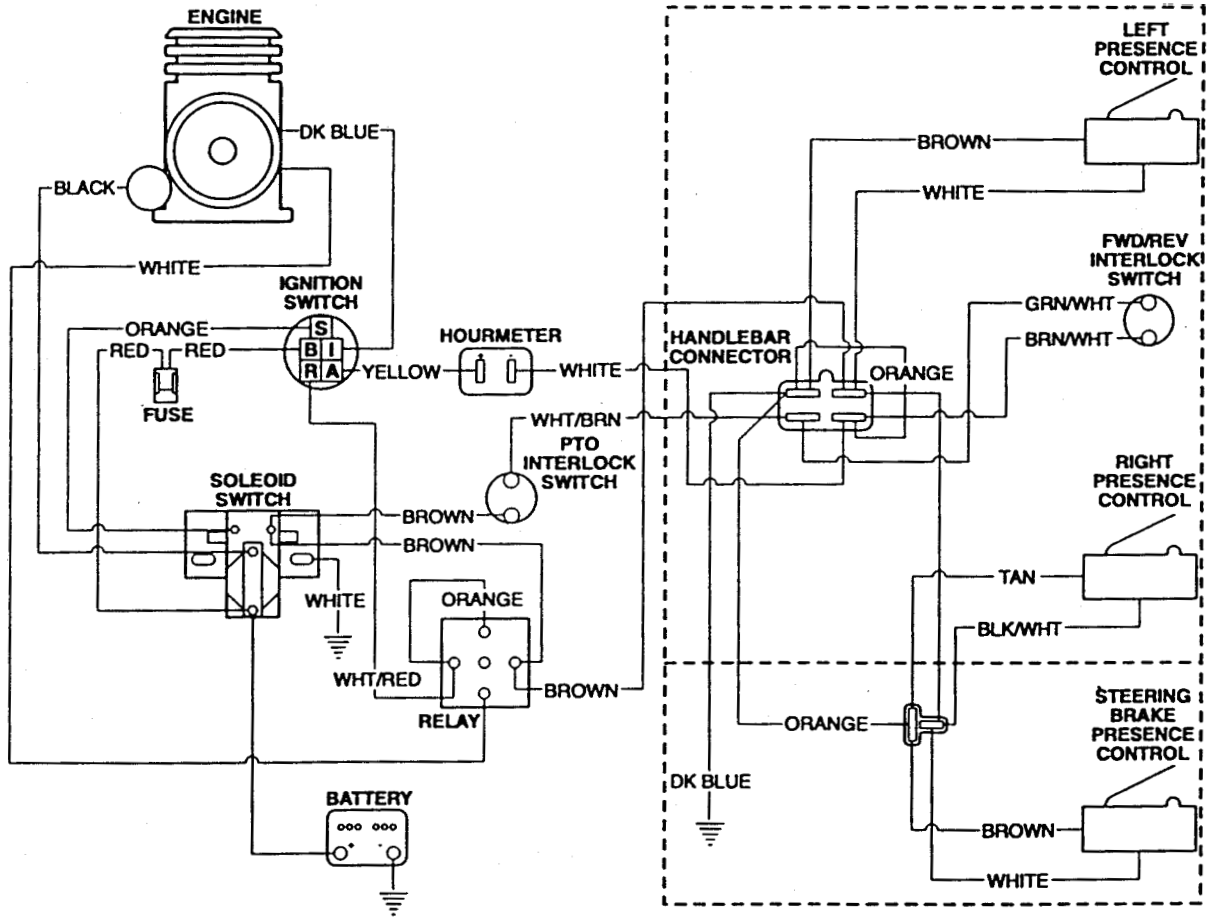 ENGINE
DK BLUE
BLACK
WHITE
IGNITION
SWITCH
ORANGE
RED
RED
S
B I
R A
FUSE
YELLOW
HOURMETER
+ -
WHITE
WHT/BRN
PTO
INTERLOCK
SWITCH
SOLEOID
SWITCH
BROWN
BROWN
WHITE
ORANGE
WHT/RED
RELAY
BROWN
BATTERY
+ -
LEFT
PRESENCE
CONTROL
BROWN
WHITE
FWD/REV
INTERLOCK
SWITCH
GRN/WHT
BRN/WHT
HANDLEBAR
CONNECTOR
ORANGE
RIGHT
PRESENCE
CONTROL
TAN
BLK/WHT
ORANGE
STEERING
BRAKE
PRESENCE
CONTROL
DK BLUE
BROWN
WHITE